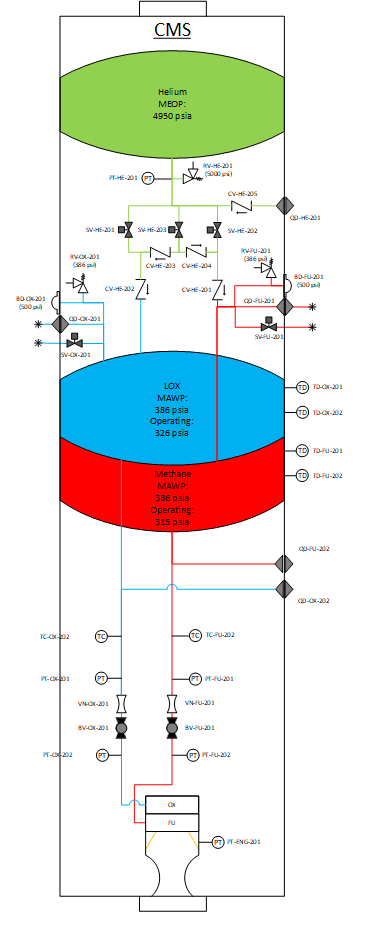 CMS
Helium
MEOP:
4950 psia
RV-HE-201
(5000 psi)
PT-HE-201
PT
CV-HE-205
QD-HE-201
SV-HE-201
SV-HE-203
SV-HE-202
RV-OX-201
(386 psi)
RV-FU-201
(386 psi)
CV-HE-203
CV-HE-204
CV-HE-202
CV-HE-201
BD-FU-201
(500 psi)
BD-OX-201
(500 psi)
QD-FU-201
QD-OX-201
SV-FU-201
SV-OX-201
LOX
MAWP:
386 psia
Operating:
326 psia
TD
TD-OX-201
TD
TD-OX-202
TD
TD-FU-201
TD
TD-FU-202
Methane
MAWP:
386 psia
Operating:
315 psia
QD-FU-202
QD-OX-202
TC-OX-202
TC
TC
TC-FU-202
PT-OX-201
PT
PT
PT-FU-201
VN-OX-201
VN-FU-201
BV-OX-201
BV-FU-201
PT-OX-202
PT
PT
PT-FU-202
OX
FU
PT
PT-ENG-201